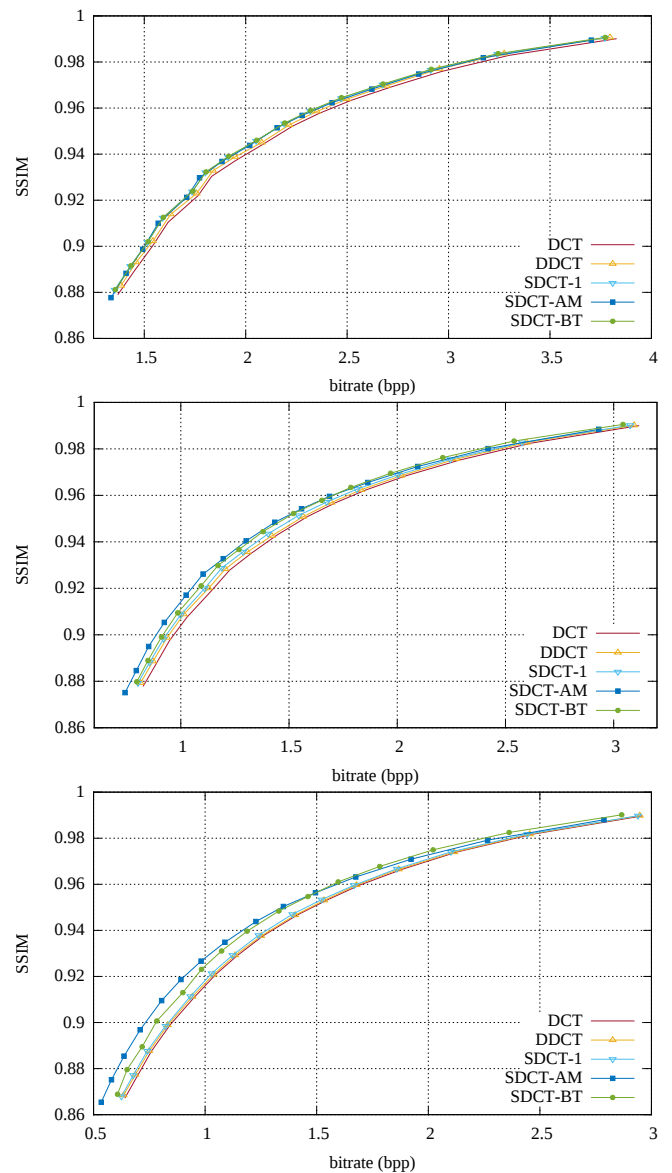 1
0.98
0.96
0.94
SSIM
0.92
0.9
DCT
DDCT
SDCT-1
0.88
SDCT-AM
SDCT-BT
0.86
1.5 2 2.5 3 3.5 4
bitrate (bpp)
1
0.98
0.96
0.94
SSIM
0.92
0.9
DCT
DDCT
SDCT-1
0.88
SDCT-AM
SDCT-BT
0.86
1 1.5 2 2.5 3
bitrate (bpp)
1
0.98
0.96
0.94
SSIM
0.92
0.9
DCT
DDCT
SDCT-1
0.88
SDCT-AM
SDCT-BT
0.86
0.5 1 1.5 2 2.5 3
bitrate (bpp)